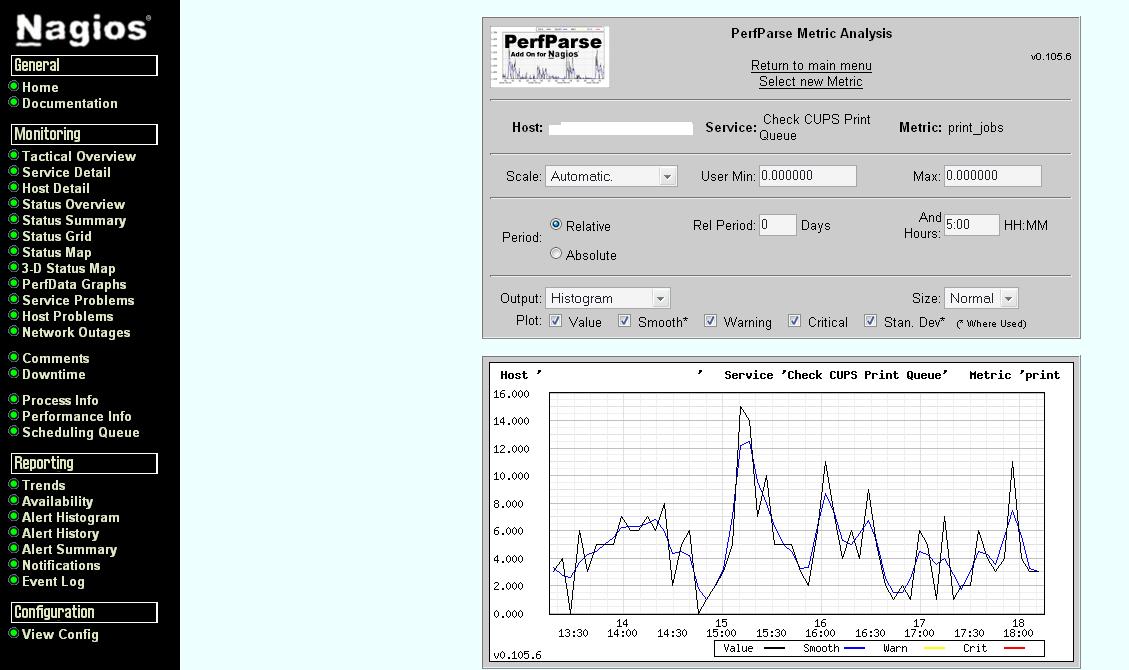 Nagios®
General
Home
Documentation
Monitoring
Tactical Overview
Service Detail
Host Detail
Status Overview
Status Summary
Status Grid
Status Map
3-D Status Map
PerfData Graphs
Service Problems
Host Problems
Network Outages
Comments
Downtime
Process Info
Performance Info
Scheduling Queue
Reporting
Trends
Availability
Alert Histogram
Alert History
Alert Summary
Notifications
Event Log
Configuration
View Config
PerfParse
Add On for Nagios
PerfParse Metric Analysis
v0.105.6
Return to main menu
Select new Metric
Host: Service: Check CUPS Print Queue Metric: print_jobs
Scale: Automatic. User Min: 0.000000 Max: 0.000000
Period: Relative Rel Period: 0 Days And Hours: 5:00 HH:MM
Absolute
Output: Histogram Size: Normal
Plot: Value Smooth* Warning Critical Stan. Dev* (* Where Used)
Host ' ' Service 'Check CUPS Print Queue' Metric 'print
16.000
14.000
12.000
10.000
8.000
6.000
4.000
2.000
0.000
14 15 16 17 18
13:30 14:00 14:30 15:00 15:30 16:00 16:30 17:00 17:30 18:00
Value Smooth Warn Crit
v0.105.6